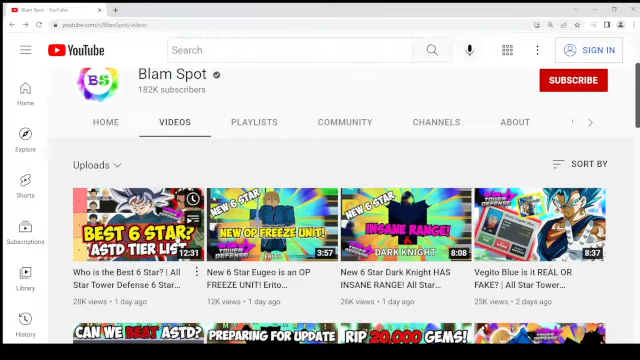 Blam Spot - YouTube
youtube.com/c/BlamSpot/videos
YouTube
Search
SIGN IN
BS
Blam Spot
182K subscribers
SUBSCRIBE
HOME
VIDEOS
PLAYLISTS
COMMUNITY
CHANNELS
ABOUT
Home
Explore
Shorts
Subscriptions
Library
History
Uploads
SORT BY
BEST 6 STAR?
ASTD TIER LIST
12:31
NEW 6 STAR
NEW OP FREEZE UNIT!
TOWER
DEFENSE
3:57
NEW 6 STAR
INSANE RANGE!
DARK KNIGHT
8:08
TOWER
DEFENSE
8:37
Who is the Best 6 Star? | All
Star Tower Defense 6 Star...
28K views • 1 day ago
New 6 Star Eugeo is an OP
FREEZE UNIT! Erito...
12K views • 1 day ago
New 6 Star Dark Knight HAS
INSANE RANGE! All Star...
26K views • 1 day ago
Vegito Blue is it REAL OR
FAKE? | All Star Tower...
25K views • 2 days ago
CAN WE BEAT ASTD?
PREPARING FOR UPDATE
RIP 20,000 GEMS!